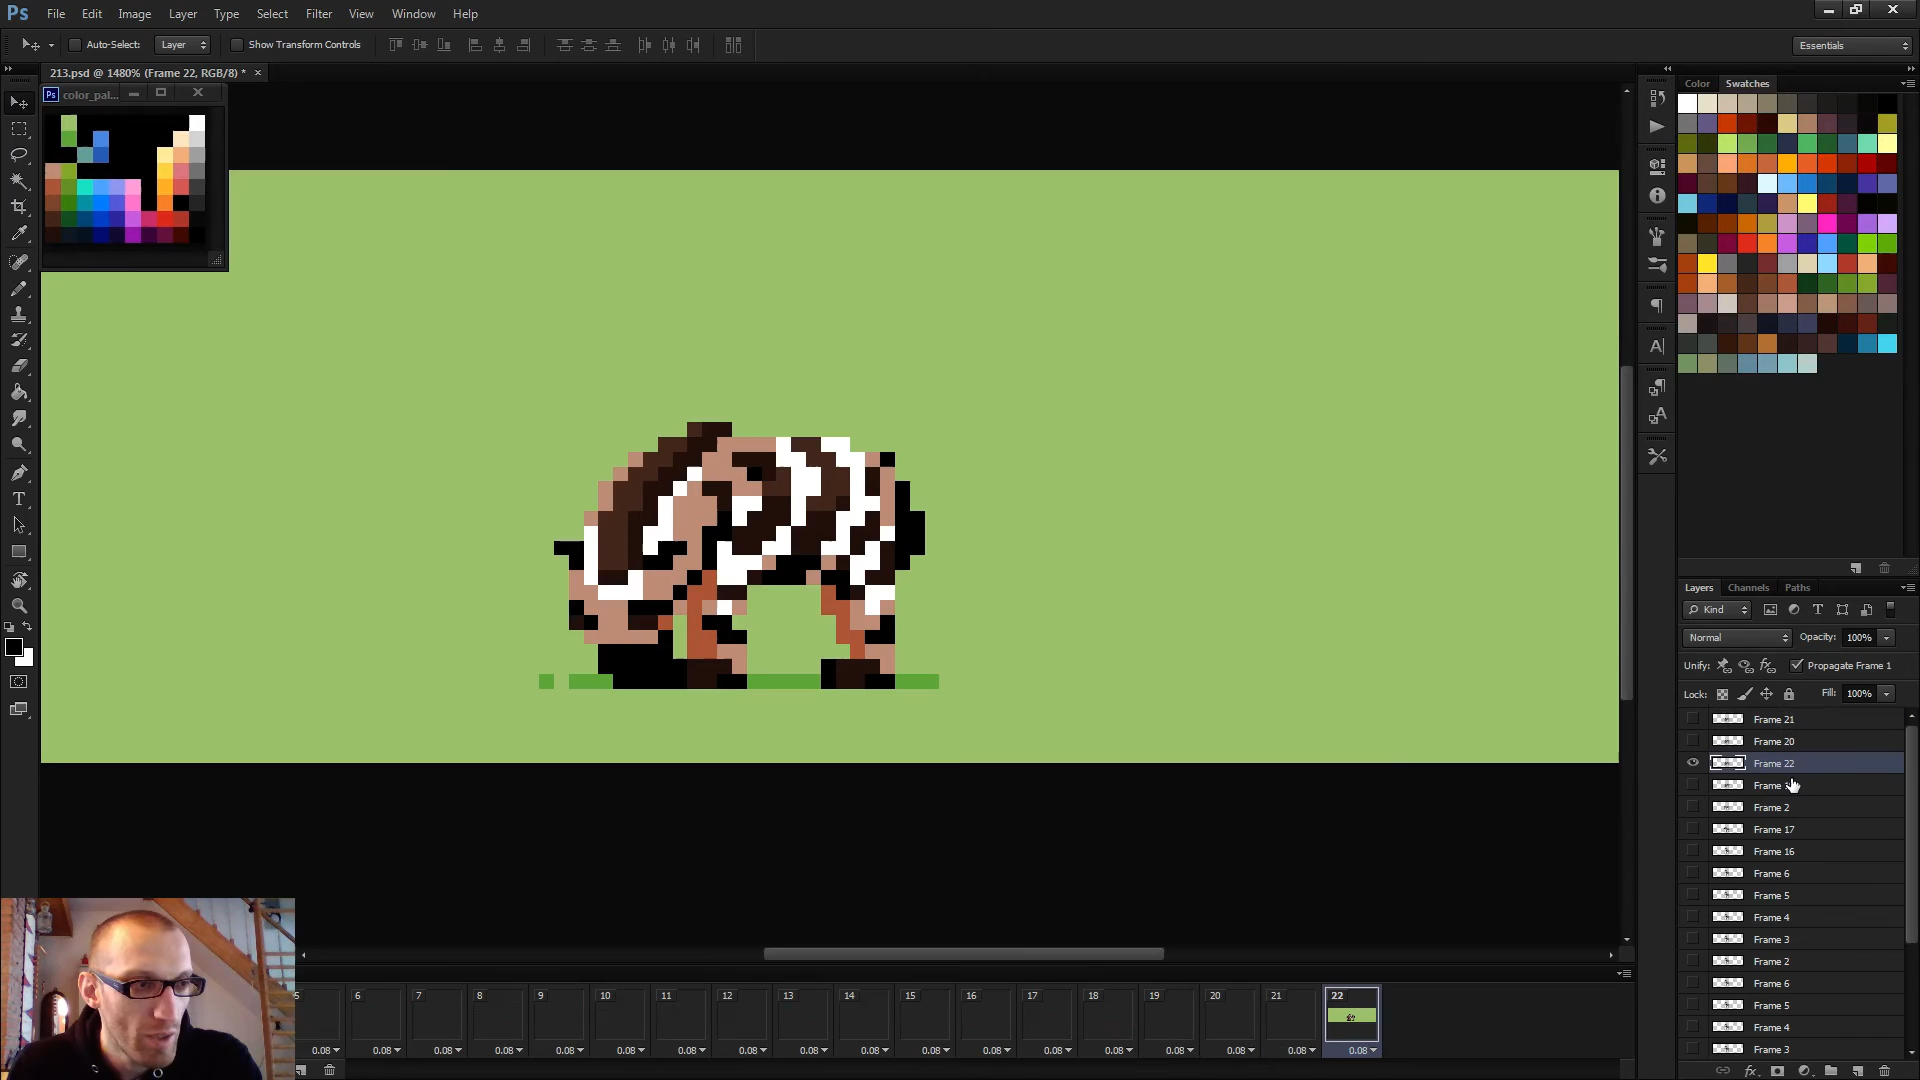 Ps File Edit Image Layer Type Select Filter Extras View Window Help
Auto-Select: Layer Show Transform Controls Essentials
213.psd @ 1480% (Frame 22, RGB/8) * ×
Ps color_pal...
Color Swatches
Layers Channels Paths
Kind
Normal Opacity: 100%
Unify: Propagate Frame 1
Lock: Fill: 100%
Frame 21
Frame 20
Frame 22
Frame
Frame 2
Frame 17
Frame 16
Frame 6
Frame 5
Frame 4
Frame 3
Frame 2
Frame 6
Frame 5
Frame 4
Frame 3
5 6 7 8 9 10 11 12 13 14 15 16 17 18 19 20 21 22
0.08 0.08 0.08 0.08 0.08 0.08 0.08 0.08 0.08 0.08 0.08 0.08 0.08 0.08 0.08 0.08 0.08 0.08